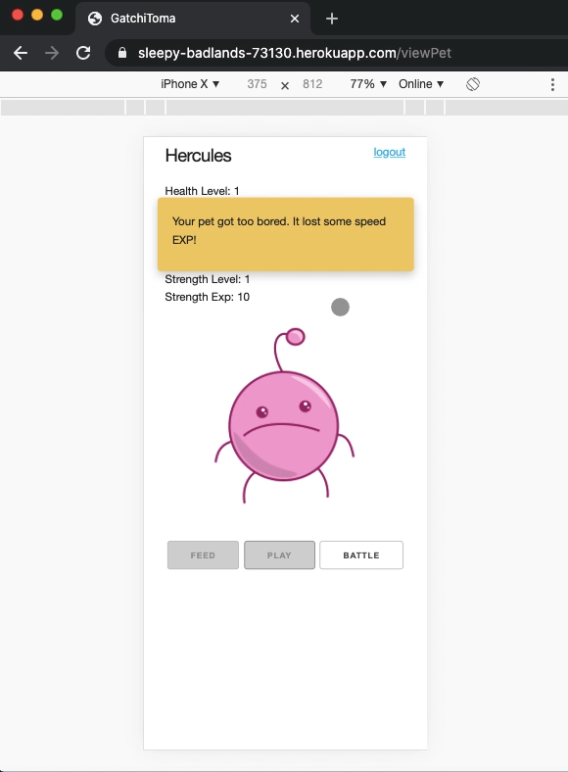 GatchiToma
sleepy-badlands-73130.herokuapp.com/viewPet
iPhone X ▼ 375 x 812 77% ▼ Online ▼
Hercules logout
Health Level: 1
Your pet got too bored. It lost some speed
EXP!
Strength Level: 1
Strength Exp: 10
FEED PLAY BATTLE